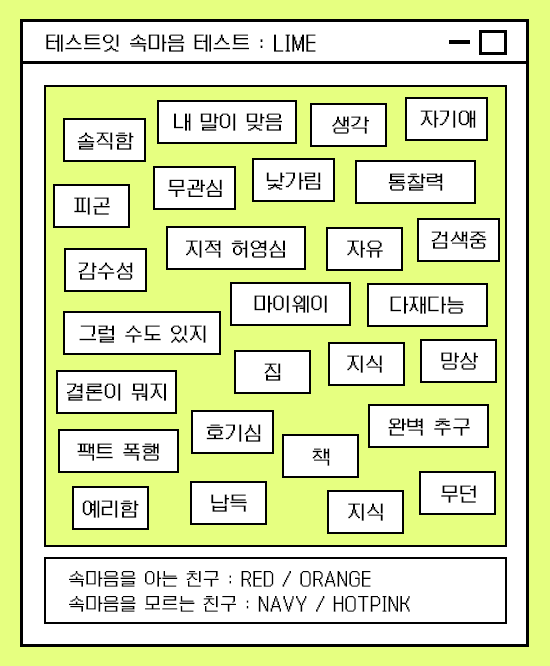 테스트잇 속마음 테스트 : LIME
솔직함
내 말이 맞음
생각
자기애
피곤
무관심
낯가림
통찰력
감수성
지적 허영심
자유
검색중
마이웨이
다재다능
그럴 수도 있지
집
지식
망상
결론이 뭐지
호기심
완벽 추구
팩트 폭행
책
예리함
납득
지식
무던
속마음을 아는 친구 : RED / ORANGE
속마음을 모르는 친구 : NAVY / HOTPINK